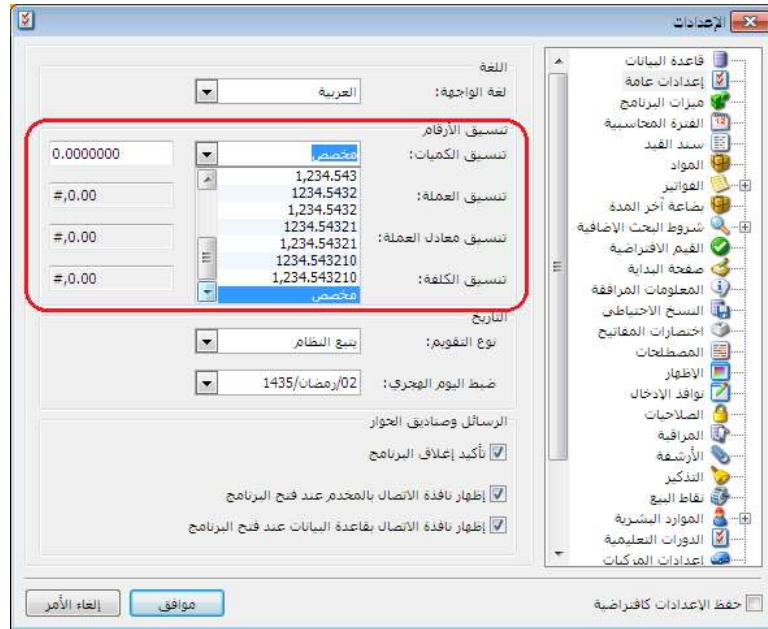 الإعدادات
قاعدة البيانات
إعدادات عامة
ميزات البرنامج
الفترة المحاسبية
سند القيد
المواد
الفواتير
بضاعة آخر المدة
شروط البحث الإضافية
القيم الافتراضية
صفحة البداية
المعلومات المرافقة
النسخ الاحتياطي
اختصارات المفاتيح
المصطلحات
الإظهار
نوافذ الإدخال
الصلاحيات
المراقبة
الأرشفة
التذكير
نقاط البيع
الموارد البشرية
الدورات التعليمية
إعدادات المركبات
اللغة
لغة الواجهة: العربية
تنسيق الأرقام
تنسيق الكميات: مخصص 0.0000000
1,234.543
تنسيق العملة: 1234.5432 #,0.00
1,234.5432
1234.54321
تنسيق معادل العملة: 1,234.54321 #,0.00
1234.543210
تنسيق الكلفة: 1,234.543210 #,0.00
مخصص
التاريخ
نوع التقويم: يتبع النظام
ضبط اليوم الهجري: 02/رمضان/1435
الرسائل وصناديق الحوار
تأكيد إغلاق البرنامج
إظهار نافذة الاتصال بالمخدم عند فتح البرنامج
إظهار نافذة الاتصال بقاعدة البيانات عند فتح البرنامج
حفظ الإعدادات كافتراضية
موافق
إلغاء الأمر